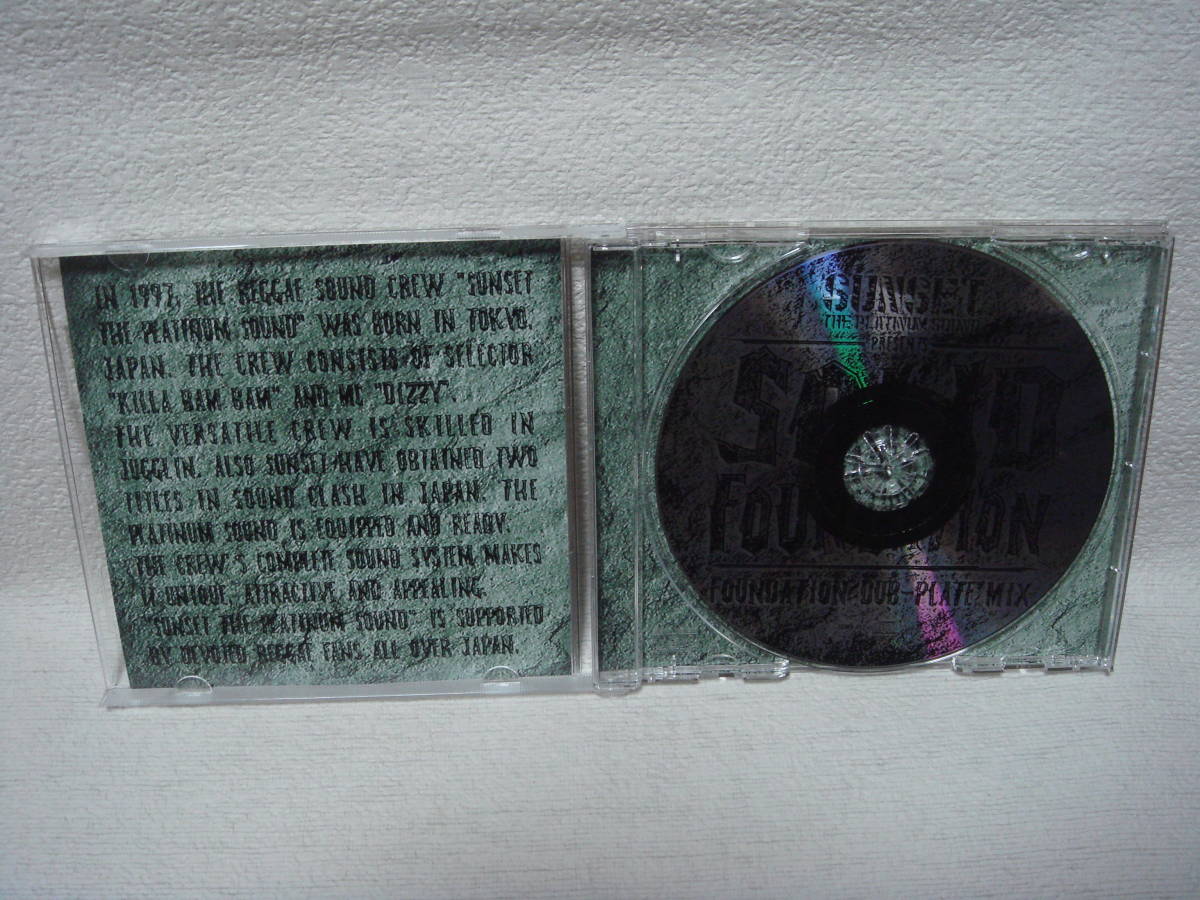 IN 1997, THE REGGAE SOUND CREW "SUNSET
THE PLATINUM SOUND" WAS BORN IN TOKYO,
JAPAN. THE CREW CONSISTS OF SELECTOR
"KILLA BAM BAM" AND MC "DIZZY".
THE VERSATILE CREW IS SKILLED IN
JUGGLIN. ALSO SUNSET HAVE OBTAINED TWO
TITLES IN SOUND CLASH IN JAPAN. THE
PLATINUM SOUND IS EQUIPPED AND READY.
THE CREW'S COMPLETE SOUND SYSTEM MAKES
IT UNIQUE, ATTRACTIVE AND APPEALING.
"SUNSET THE PLATINUM SOUND" IS SUPPORTED
BY DEVOTED REGGAE FANS ALL OVER JAPAN.
SUNSET
THE PLATINUM SOUND
PRESENTS
FOUNDATION
FOUNDATION DUB-PLATE MIX